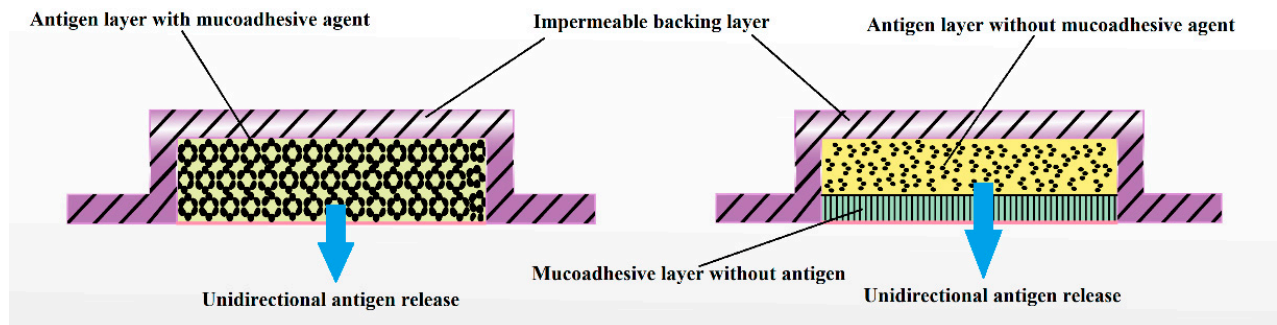 Antigen layer with mucoadhesive agent
Impermeable backing layer
Antigen layer without mucoadhesive agent
Mucoadhesive layer without antigen
Unidirectional antigen release
Unidirectional antigen release